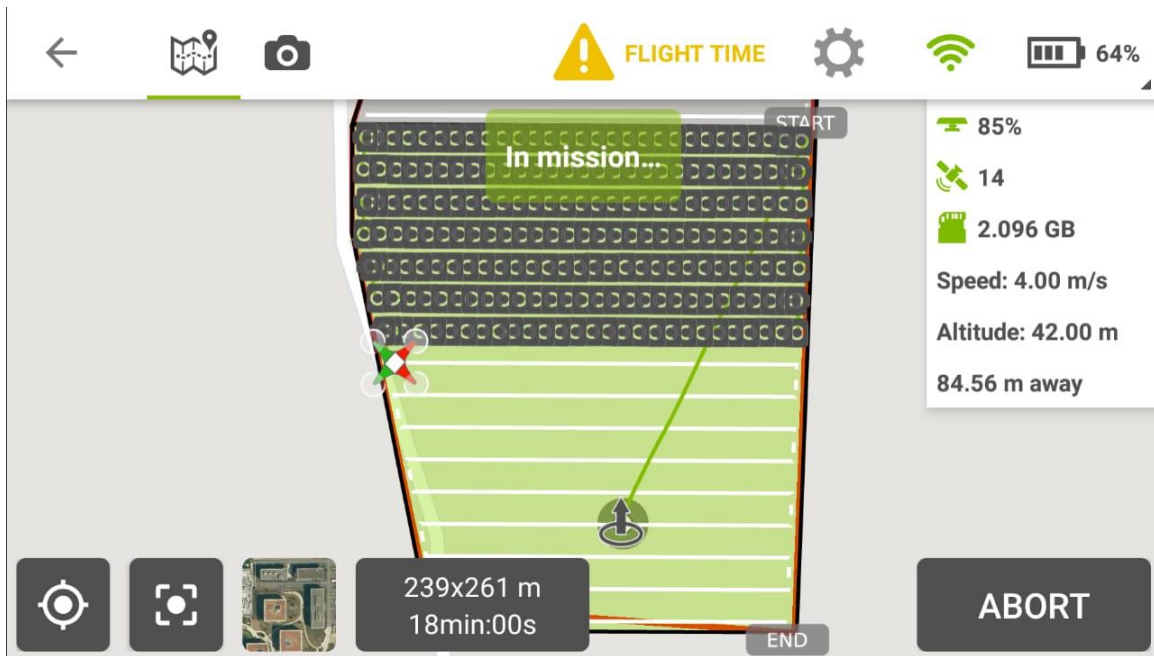 FLIGHT TIME
64%
START
85%
In mission...
14
2.096 GB
Speed: 4.00 m/s
Altitude: 42.00 m
84.56 m away
239x261 m
18min:00s
ABORT
END